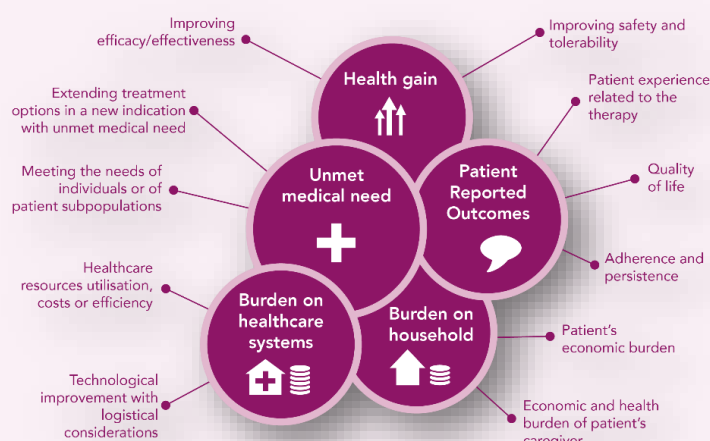 Improving
efficacy/effectiveness
Improving safety and
tolerability
Health gain
Extending treatment
options in a new indication
with unmet medical need
Patient experience
related to the
therapy
Unmet
medical need
Patient
Reported
Outcomes
Meeting the needs of
individuals or of
patient subpopulations
Quality
of life
Adherence and
persistence
Healthcare
resources utilisation,
costs or efficiency
Burden on
healthcare
systems
Burden on
household
Patient's
economic burden
Technological
improvement with
logistical
considerations
Economic and health
burden of patient's
caregiver